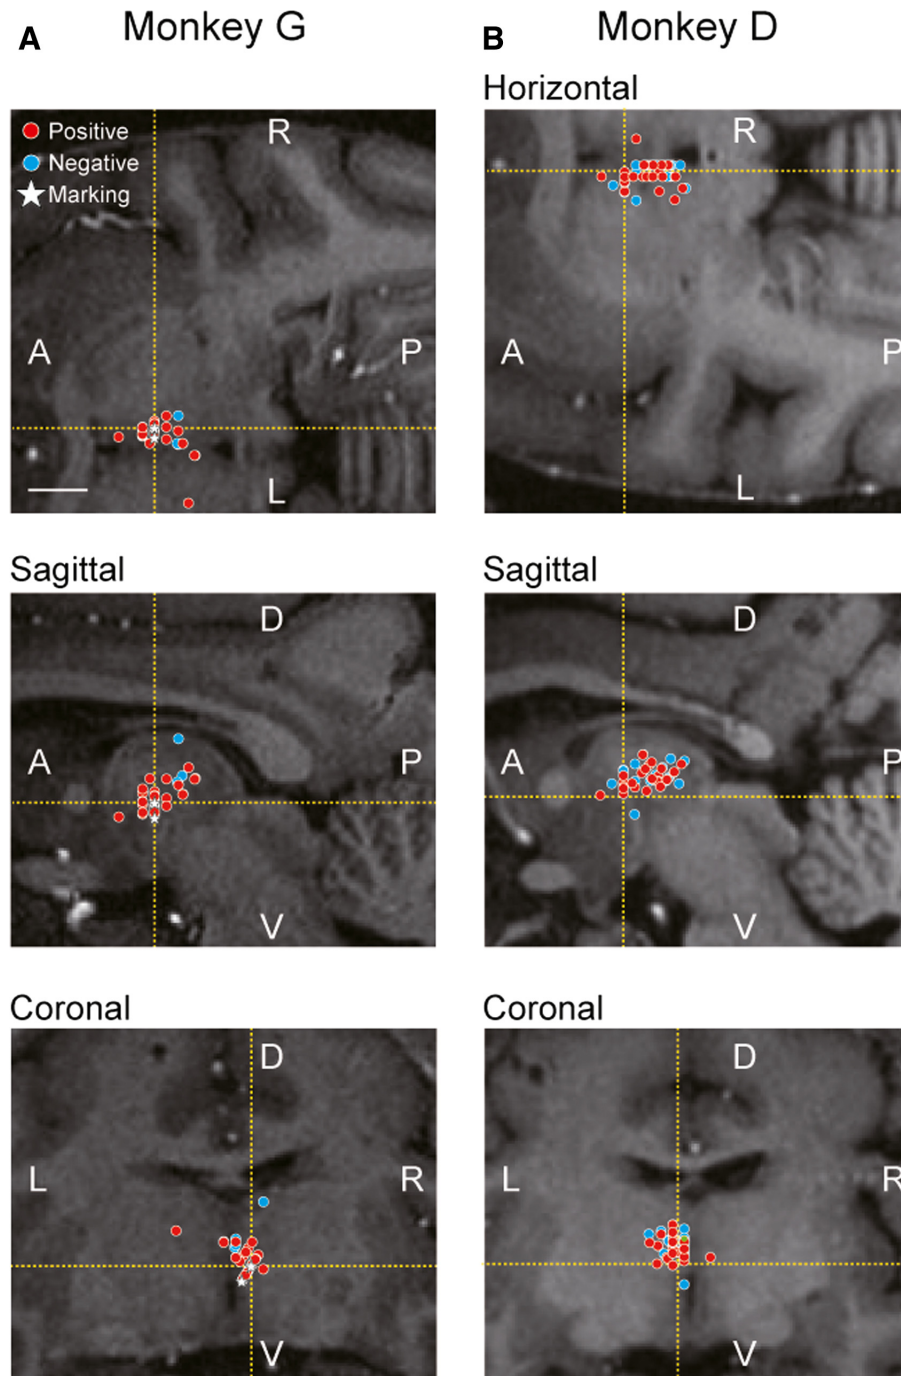 A Monkey G
B Monkey D
Horizontal
Positive
Negative
Marking
R
A
P
L
R
A
P
L
Sagittal
D
A
P
V
Sagittal
D
A
P
V
Coronal
D
L
R
V
Coronal
D
L
R
V